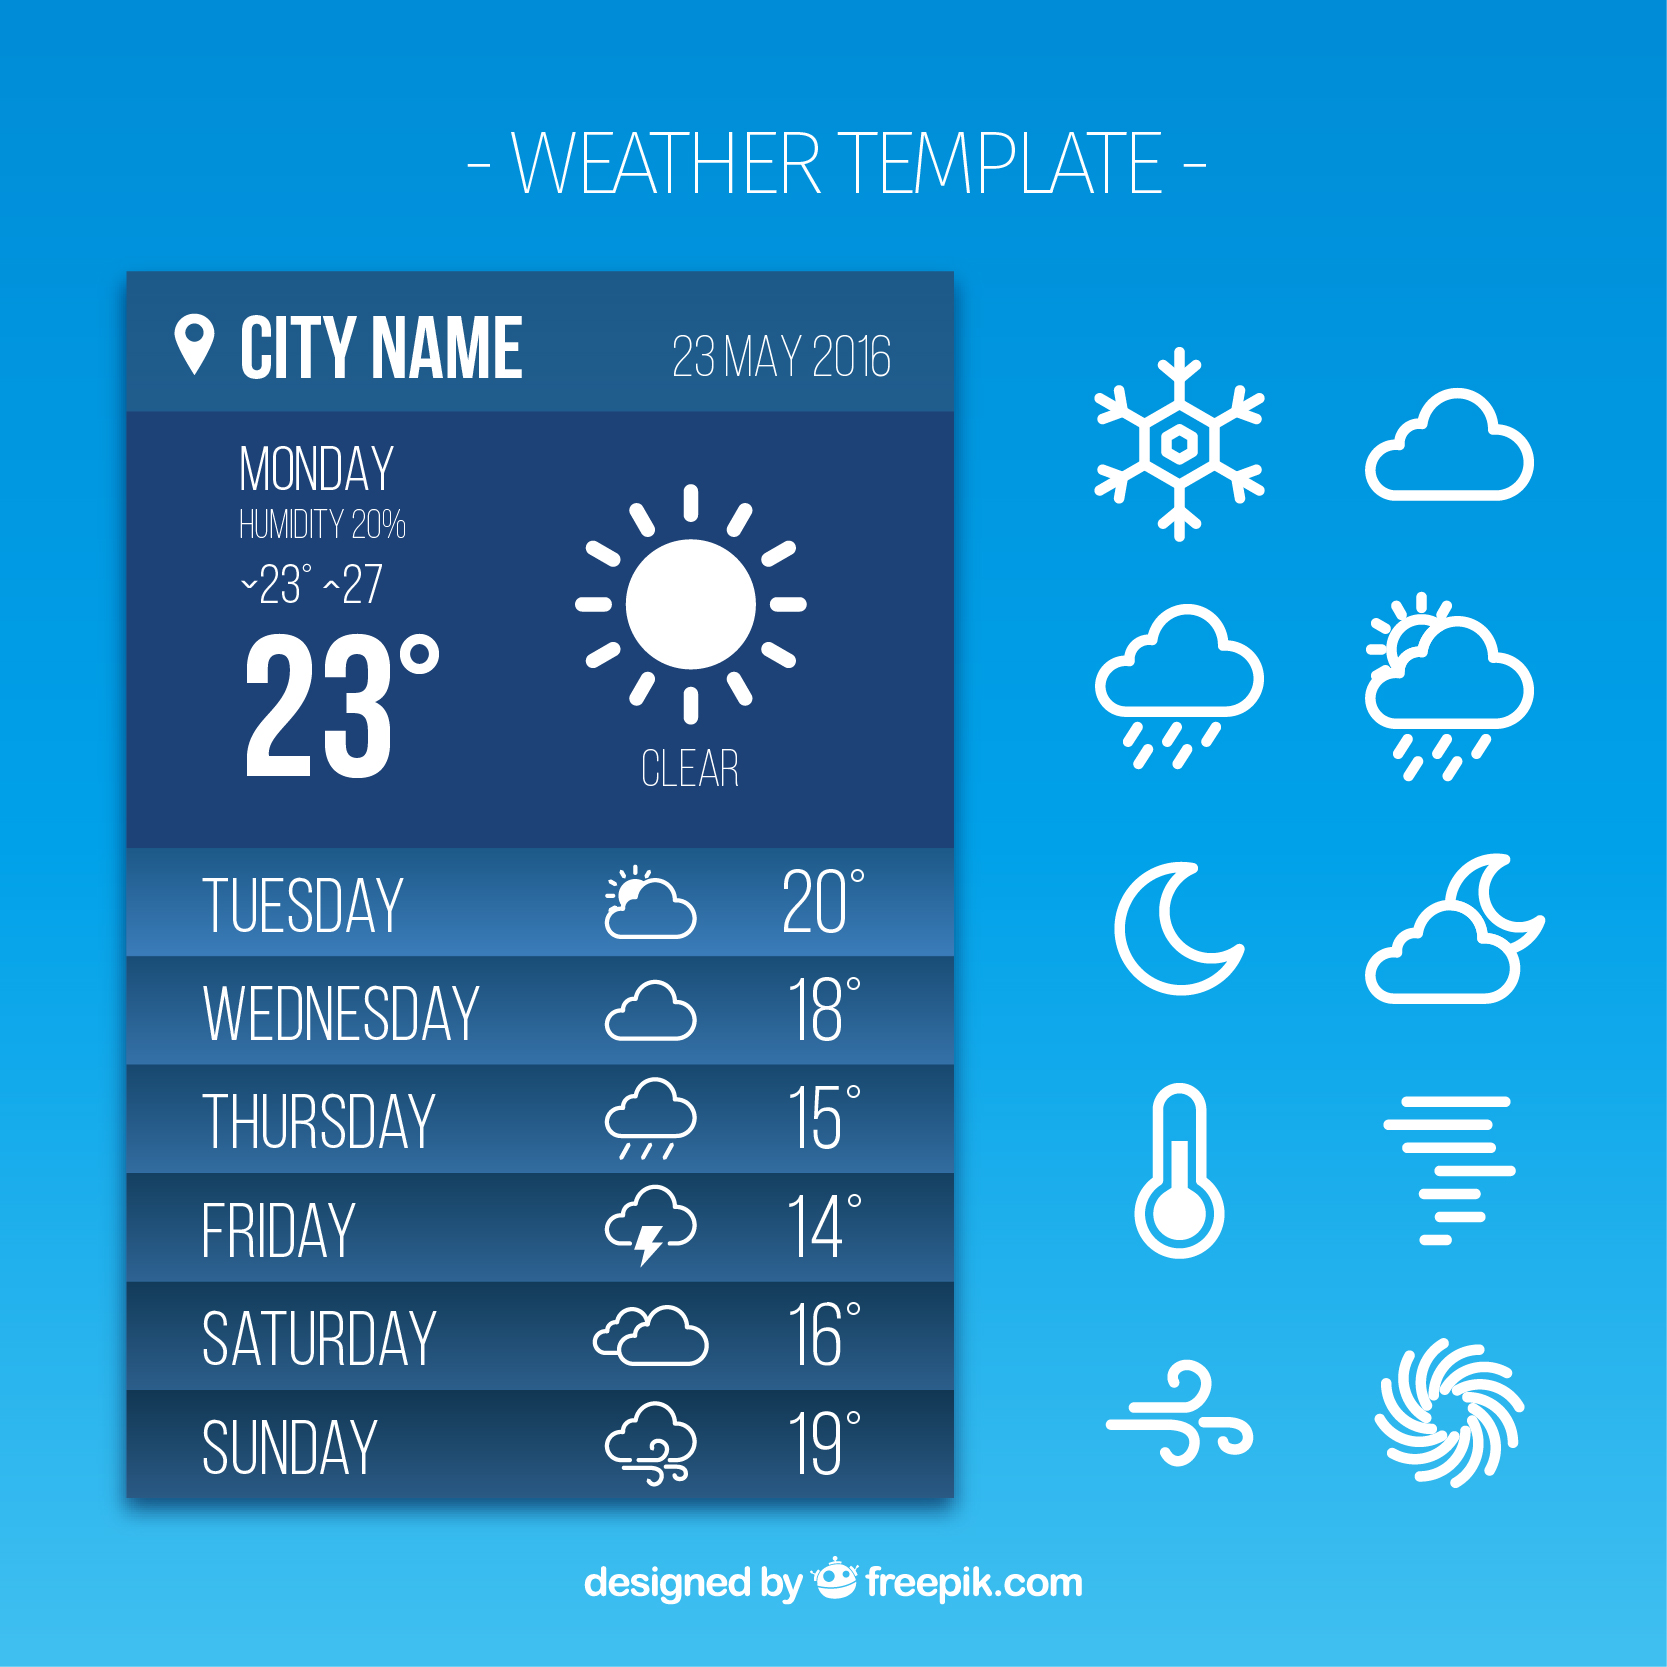 - WEATHER TEMPLATE -
CITY NAME
23 MAY 2016
MONDAY
HUMIDITY 20%
˅23° ˄27
23°
CLEAR
TUESDAY 20°
WEDNESDAY 18°
THURSDAY 15°
FRIDAY 14°
SATURDAY 16°
SUNDAY 19°
designed by freepik.com